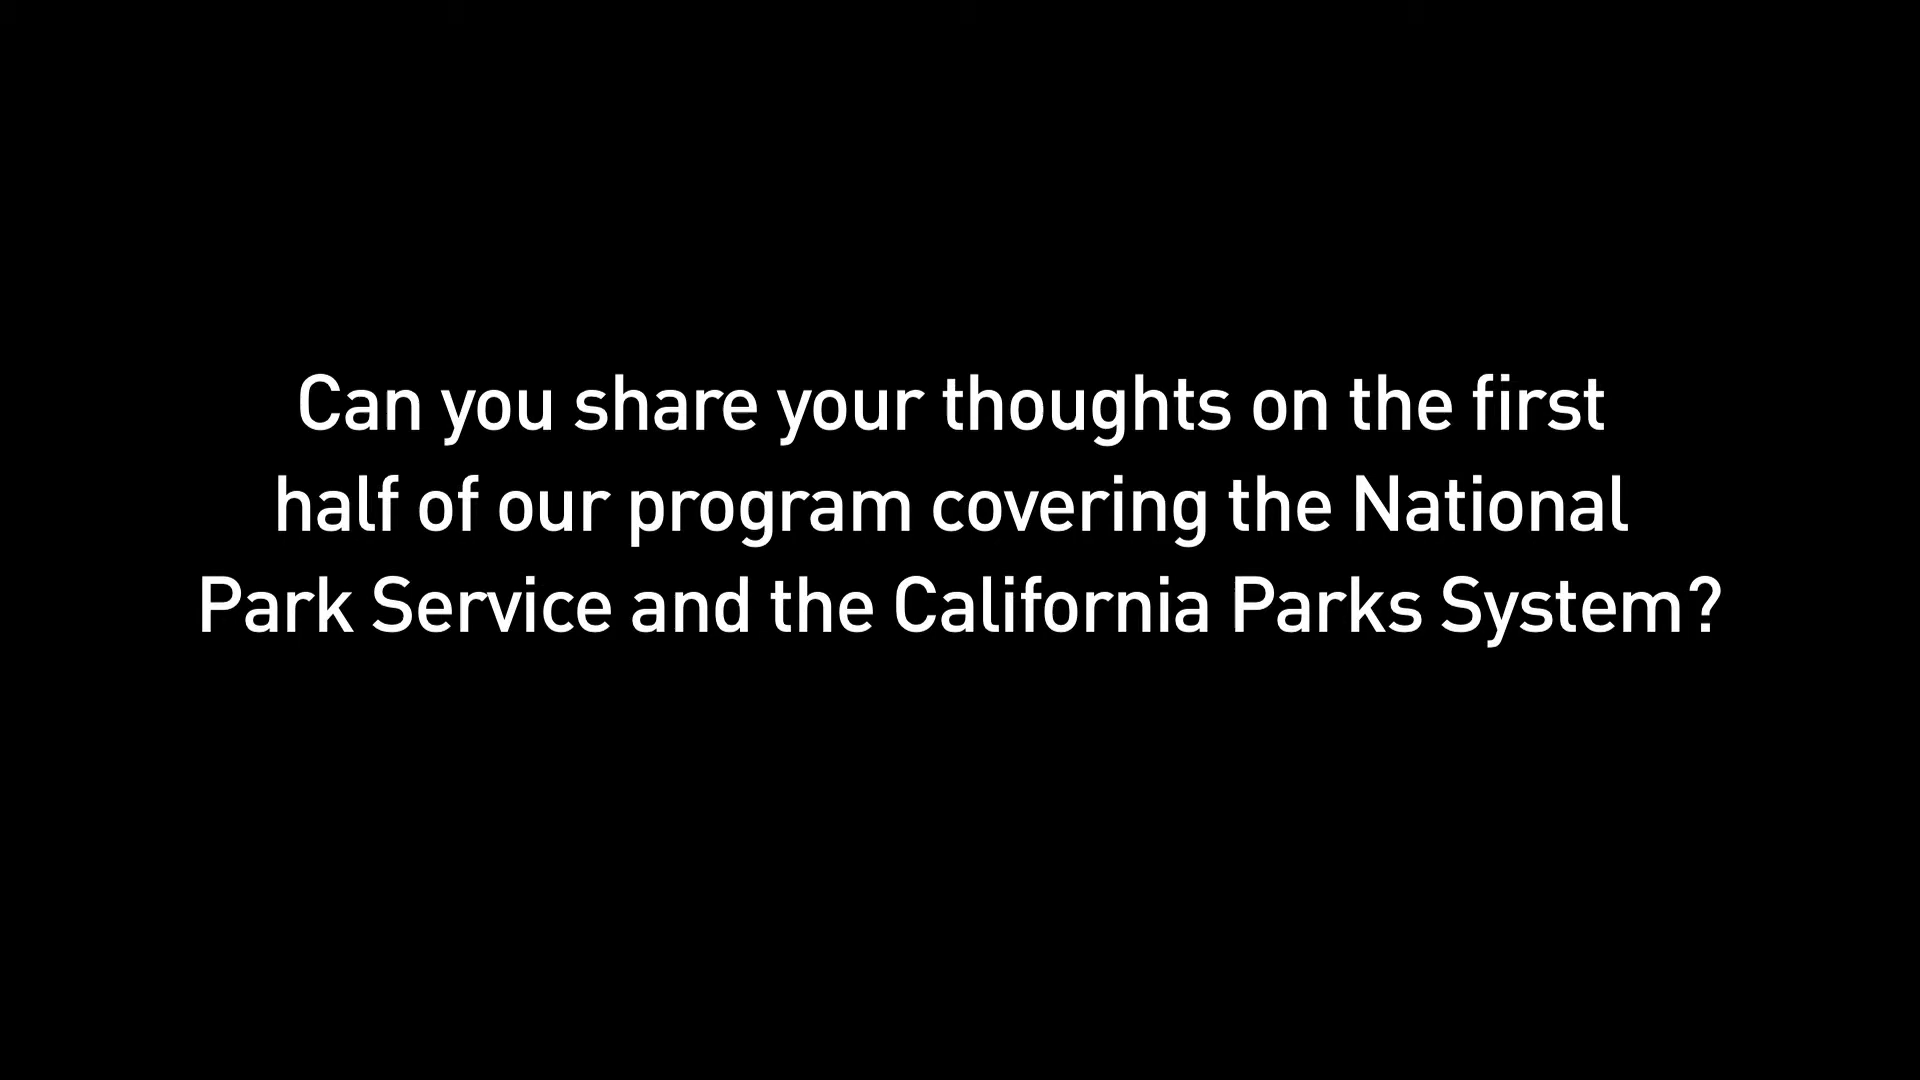 Can you share your thoughts on the first
half of our program covering the National
Park Service and the California Parks System?